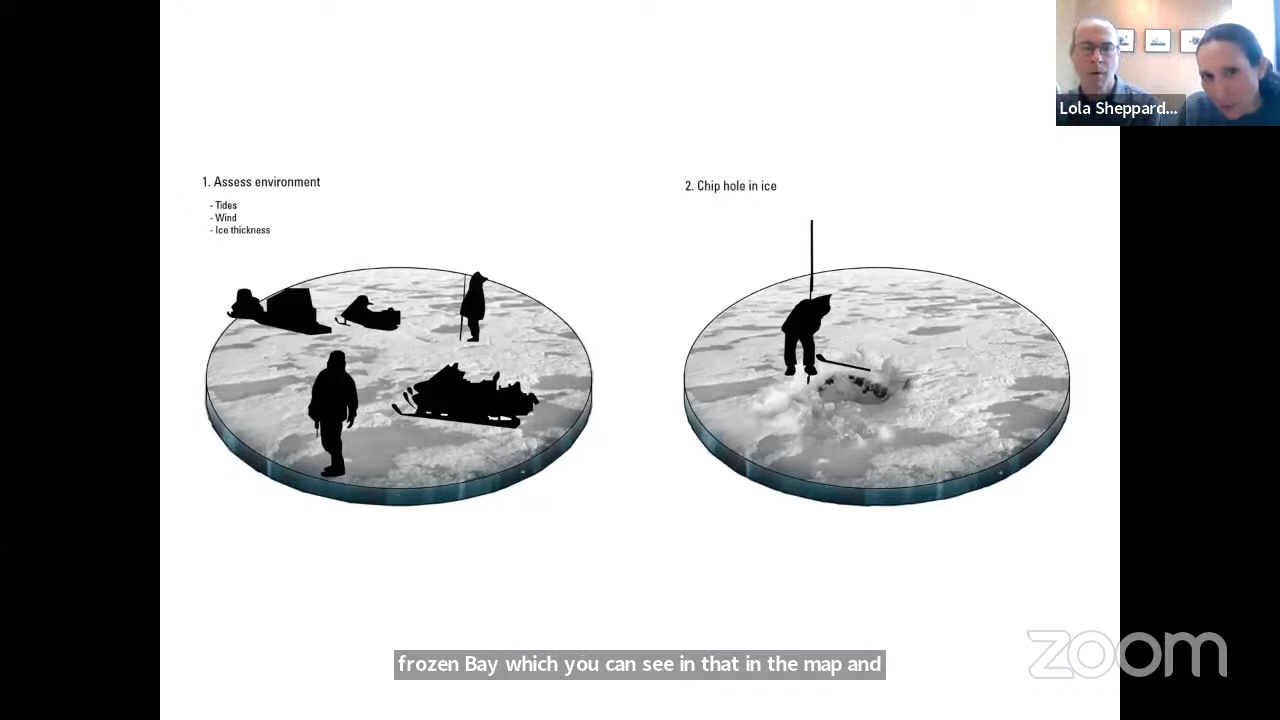 Lola Sheppard...
1. Assess environment
- Tides
- Wind
- Ice thickness
2. Chip hole in ice
frozen Bay which you can see in that in the map and
zoom